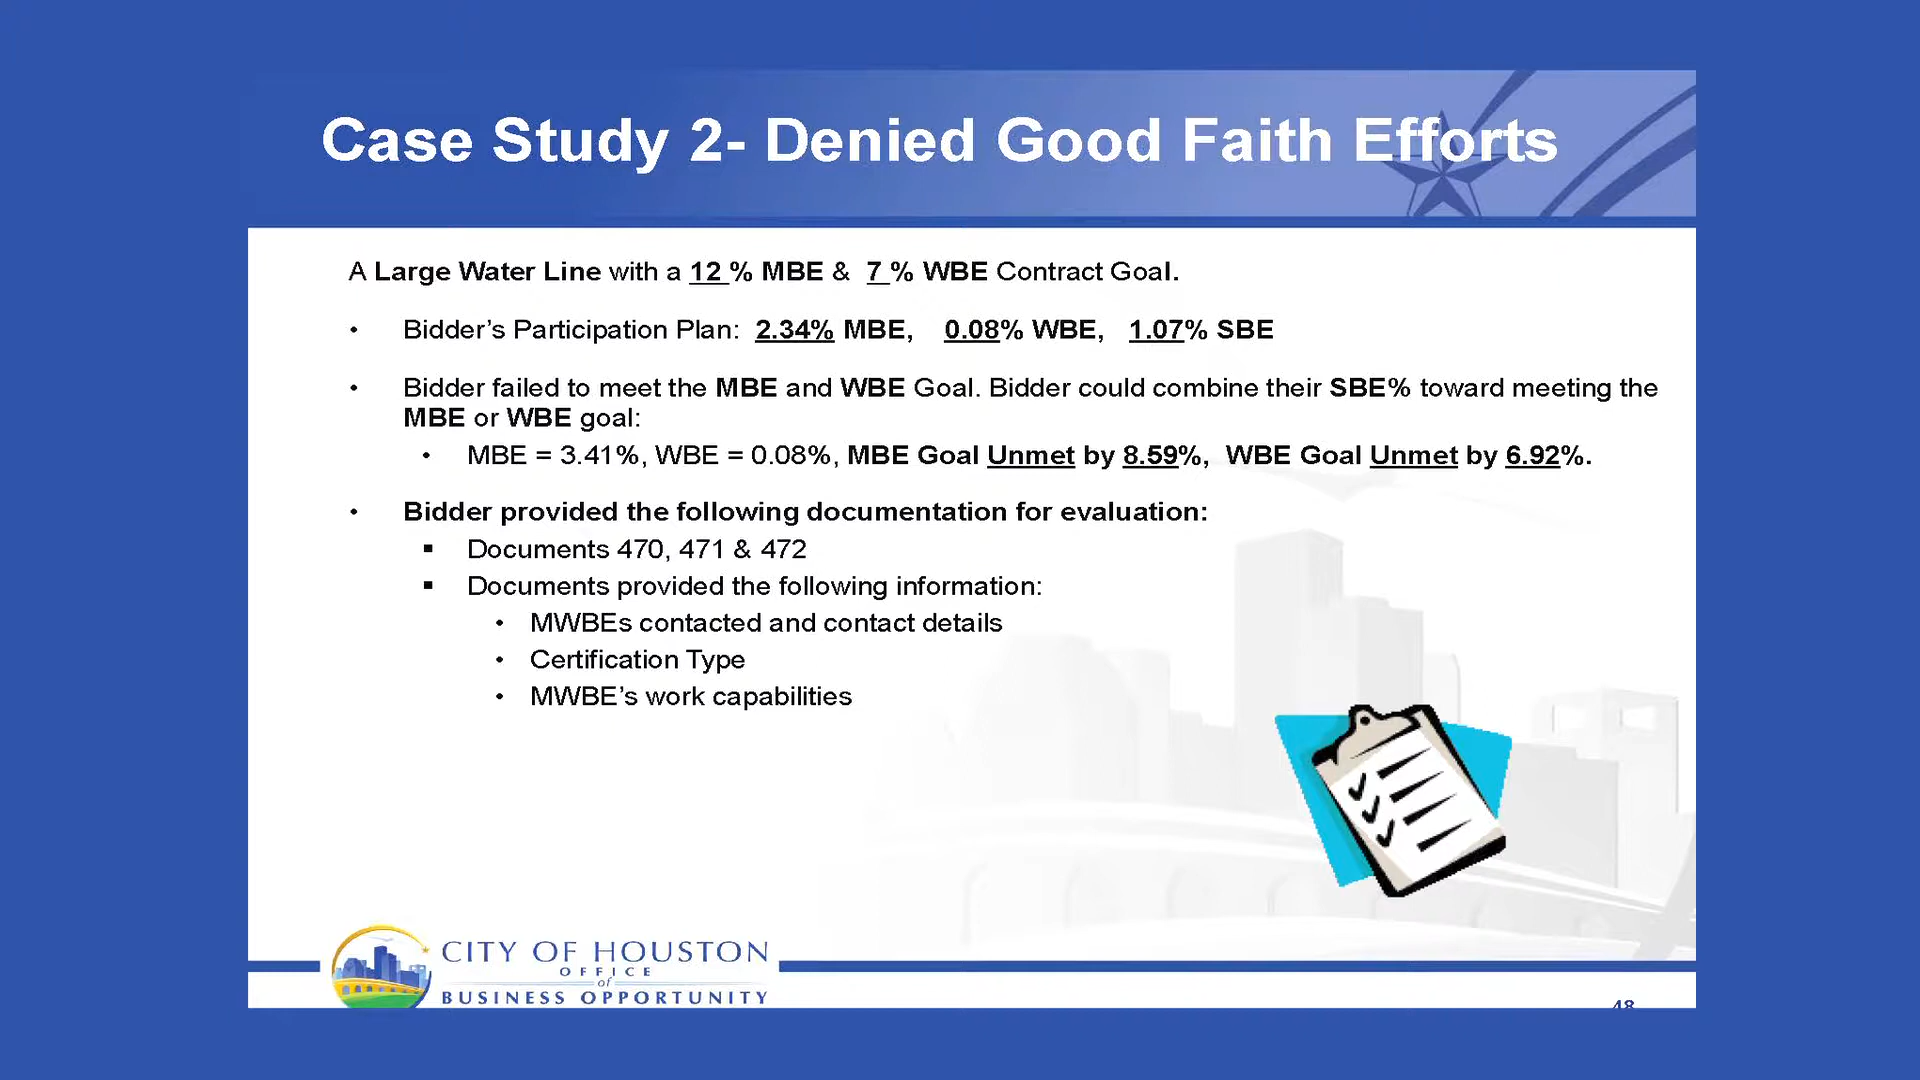 Case Study 2- Denied Good Faith Efforts
A Large Water Line with a 12 % MBE & 7 % WBE Contract Goal.
• Bidder’s Participation Plan: 2.34% MBE, 0.08% WBE, 1.07% SBE
• Bidder failed to meet the MBE and WBE Goal. Bidder could combine their SBE% toward meeting the
MBE or WBE goal:
• MBE = 3.41%, WBE = 0.08%, MBE Goal Unmet by 8.59%, WBE Goal Unmet by 6.92%.
• Bidder provided the following documentation for evaluation:
▪ Documents 470, 471 & 472
▪ Documents provided the following information:
• MWBEs contacted and contact details
• Certification Type
• MWBE’s work capabilities
CITY OF HOUSTON
OFFICE
of
BUSINESS OPPORTUNITY
48